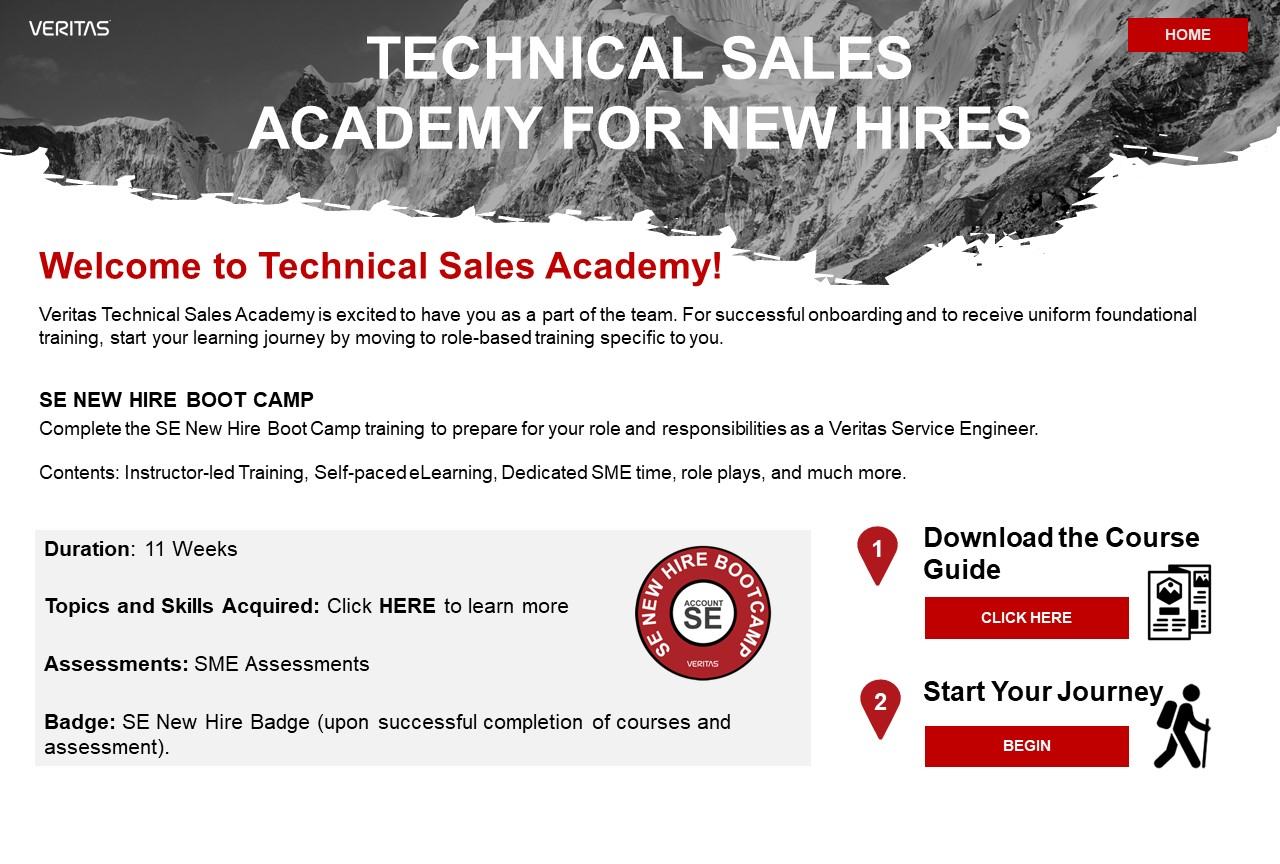 VERITAS
HOME
TECHNICAL SALES
ACADEMY FOR NEW HIRES
Welcome to Technical Sales Academy!
Veritas Technical Sales Academy is excited to have you as a part of the team. For successful onboarding and to receive uniform foundational
training, start your learning journey by moving to role-based training specific to you.
SE NEW HIRE BOOT CAMP
Complete the SE New Hire Boot Camp training to prepare for your role and responsibilities as a Veritas Service Engineer.
Contents: Instructor-led Training, Self-paced eLearning, Dedicated SME time, role plays, and much more.
Duration: 11 Weeks
Topics and Skills Acquired: Click HERE to learn more
Assessments: SME Assessments
Badge: SE New Hire Badge (upon successful completion of courses and
assessment).
SE NEW HIRE BOOTCAMP
ACCOUNT
SE
VERITAS
1
Download the Course
Guide
CLICK HERE
2
Start Your Journey
BEGIN